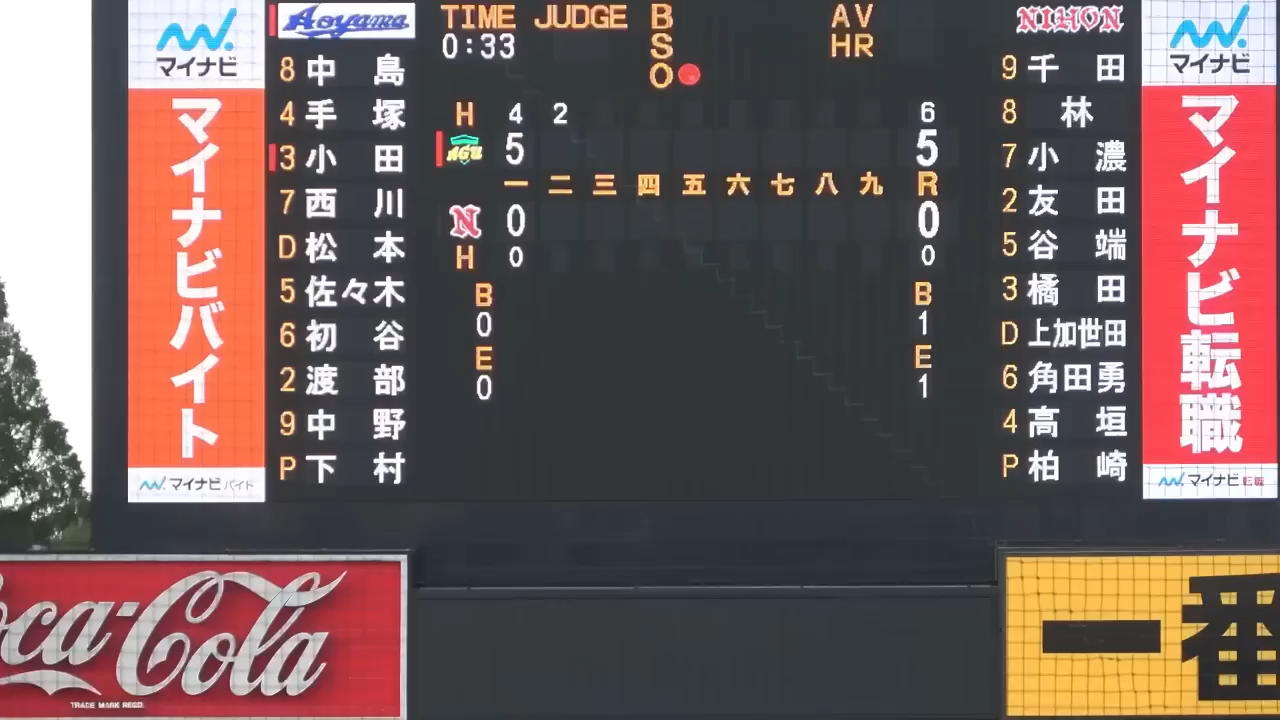 マイナビ
マイナビバイト
マイナビバイト
Aoyama
8 中島
4 手塚
3 小田
7 西川
D 松本
5 佐々木
6 初谷
2 渡部
9 中野
P 下村
TIME JUDGE B AV
0:33 S HR
O
H 4 2 6
AGU 5 5
一 二 三 四 五 六 七 八 九 R
N 0 0
H 0 0
B B
0 1
E E
0 1
NIHON
9 千田
8 林
7 小濃
2 友田
5 谷端
3 橘田
D 上加世田
6 角田勇
4 高垣
P 柏崎
マイナビ
マイナビ転職
マイナビ転職
Coca-Cola
TRADE MARK REGD.
一番